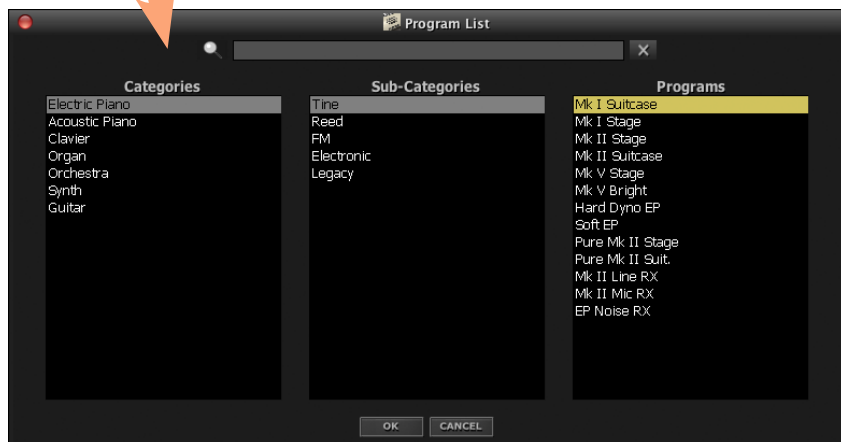 Program List
Categories
Electric Piano
Acoustic Piano
Clavier
Organ
Orchestra
Synth
Guitar
Sub-Categories
Tine
Reed
FM
Electronic
Legacy
Programs
Mk I Suitcase
Mk I Stage
Mk II Stage
Mk II Suitcase
Mk V Stage
Mk V Bright
Hard Dyno EP
Soft EP
Pure Mk II Stage
Pure Mk II Suit.
Mk II Line RX
Mk II Mic RX
EP Noise RX
OK CANCEL